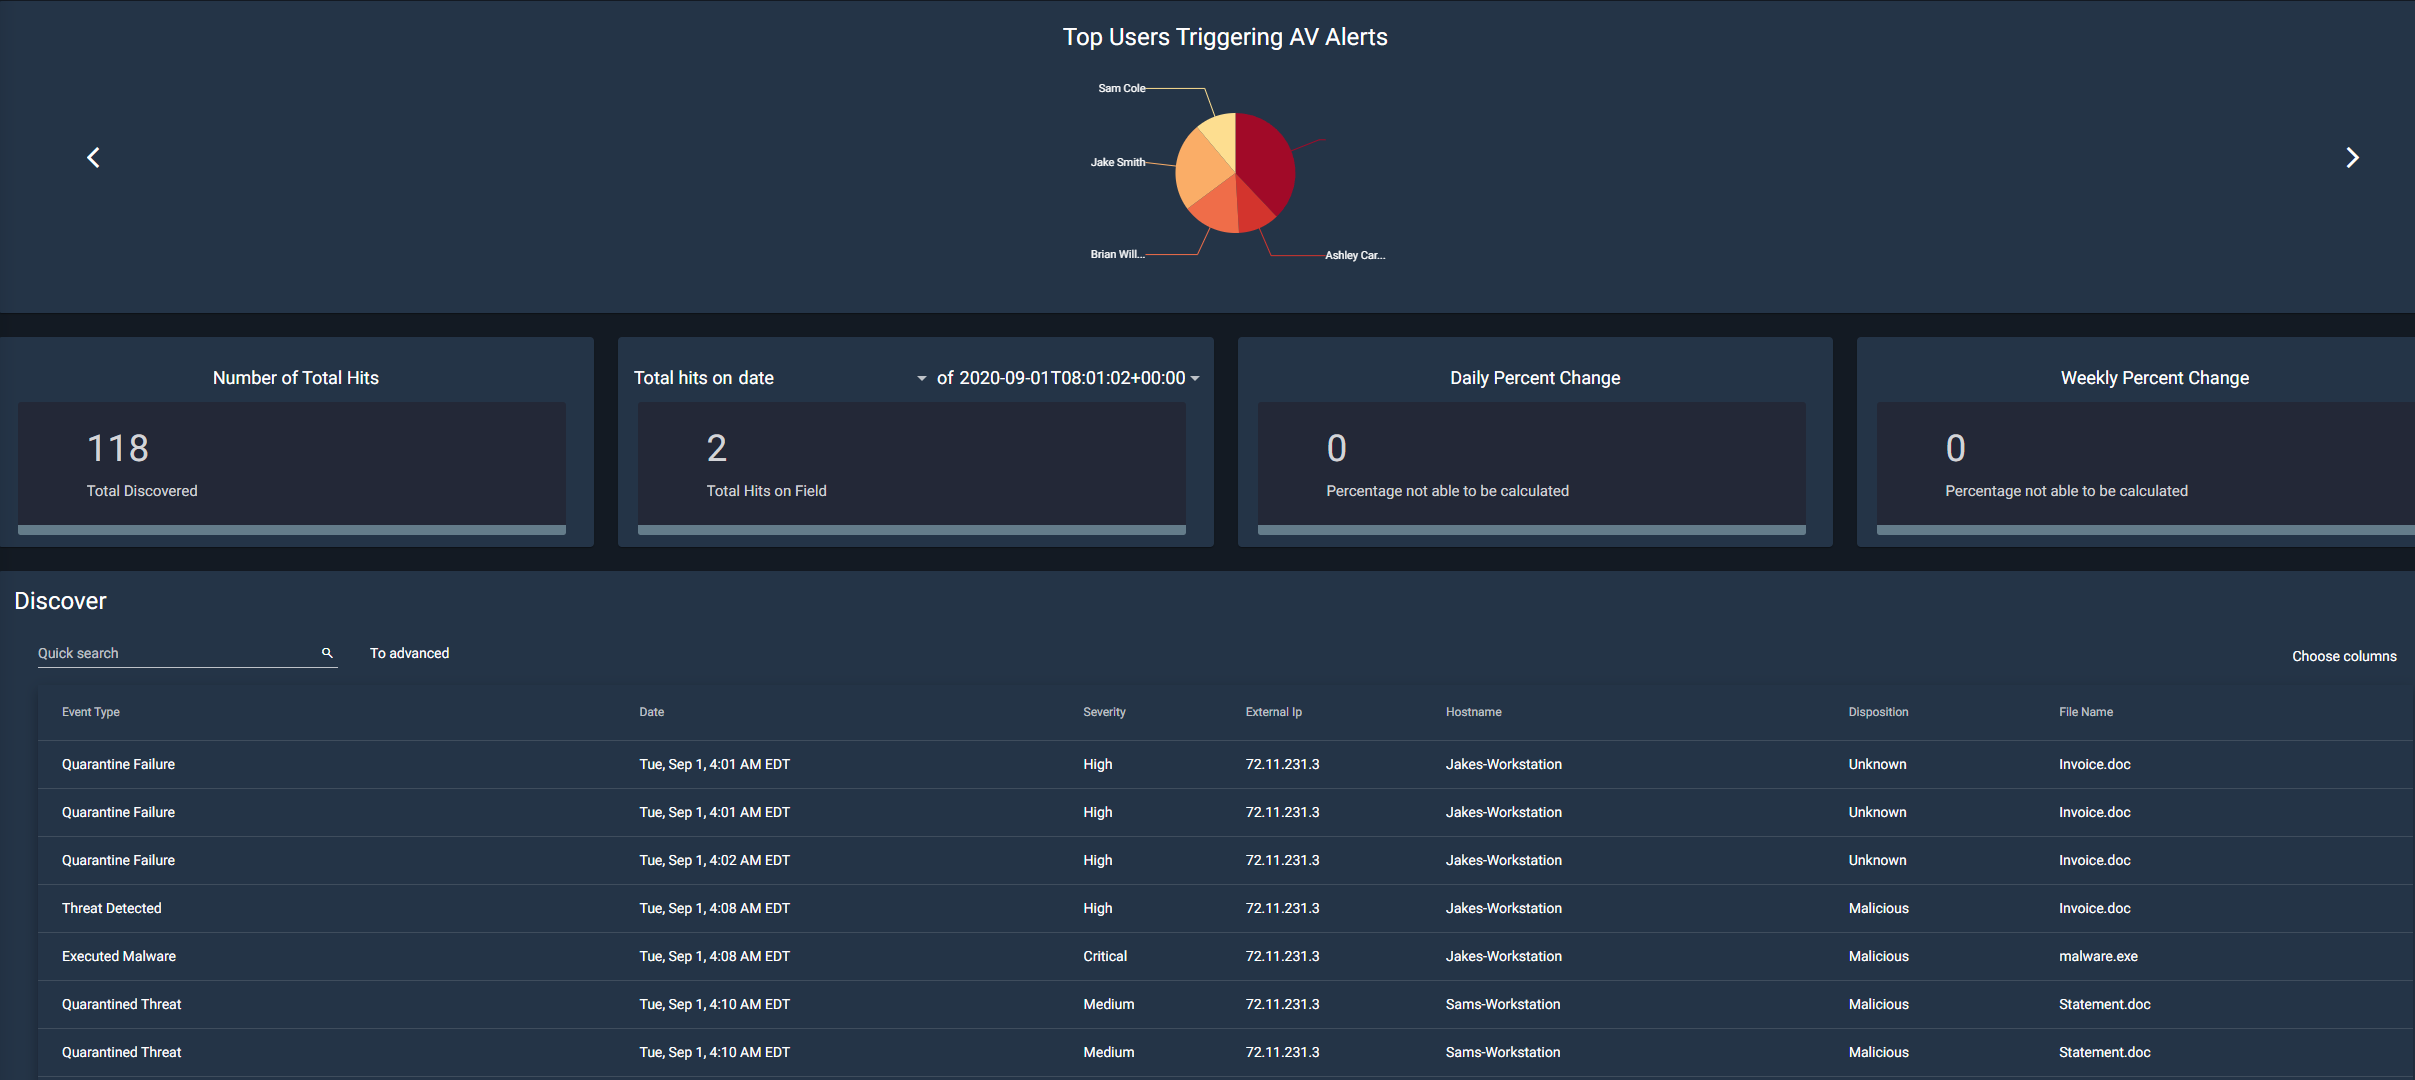 Top Users Triggering AV Alerts
Sam Cole
Jake Smith
Brian Will...
Ashley Car...
Number of Total Hits
118
Total Discovered
Total hits on date of 2020-09-01T08:01:02+00:00
2
Total Hits on Field
Daily Percent Change
0
Percentage not able to be calculated
Weekly Percent Change
0
Percentage not able to be calculated
Discover
Quick search To advanced Choose columns
Event Type Date Severity External Ip Hostname Disposition File Name
Quarantine Failure Tue, Sep 1, 4:01 AM EDT High 72.11.231.3 Jakes-Workstation Unknown Invoice.doc
Quarantine Failure Tue, Sep 1, 4:01 AM EDT High 72.11.231.3 Jakes-Workstation Unknown Invoice.doc
Quarantine Failure Tue, Sep 1, 4:02 AM EDT High 72.11.231.3 Jakes-Workstation Unknown Invoice.doc
Threat Detected Tue, Sep 1, 4:08 AM EDT High 72.11.231.3 Jakes-Workstation Malicious Invoice.doc
Executed Malware Tue, Sep 1, 4:08 AM EDT Critical 72.11.231.3 Jakes-Workstation Malicious malware.exe
Quarantined Threat Tue, Sep 1, 4:10 AM EDT Medium 72.11.231.3 Sams-Workstation Malicious Statement.doc
Quarantined Threat Tue, Sep 1, 4:10 AM EDT Medium 72.11.231.3 Sams-Workstation Malicious Statement.doc